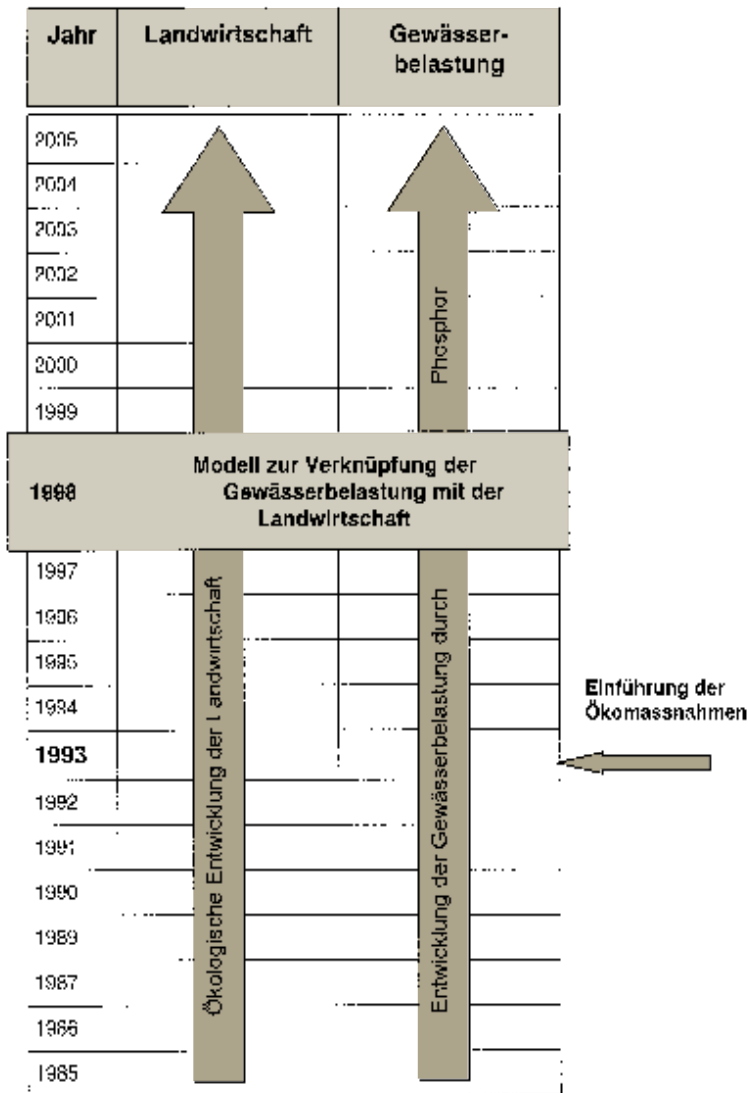 Jahr
Landwirtschaft
Gewässer-
belastung
2005
2004
2003
2002
2001
2000
1999
1998
Modell zur Verknüpfung der
Gewässerbelastung mit der
Landwirtschaft
1997
1996
1995
1994
1993
1992
1991
1990
1989
1987
1986
1985
Ökologische Entwicklung der Landwirtschaft
Entwicklung der Gewässerbelastung durch
Phosphor
Einführung der
Ökomassnahmen